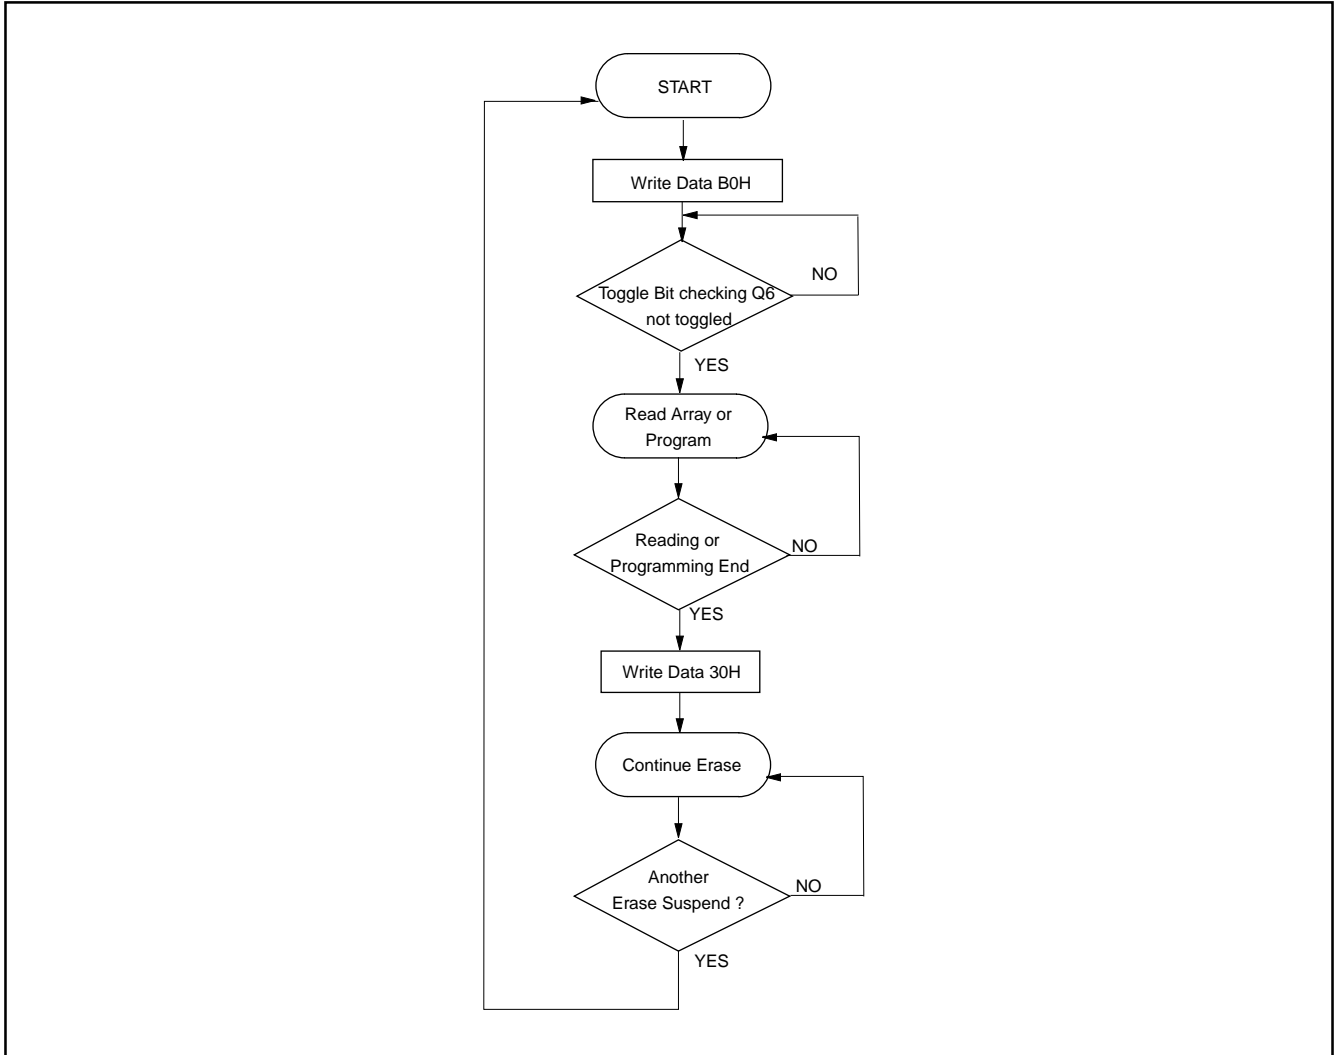 START
Write Data B0H
NO
Toggle Bit checking Q6
not toggled
YES
Read Array or
Program
Reading or
NO
Programming End
YES
Write Data 30H
Continue Erase
Another
NO
Erase Suspend ?
YES